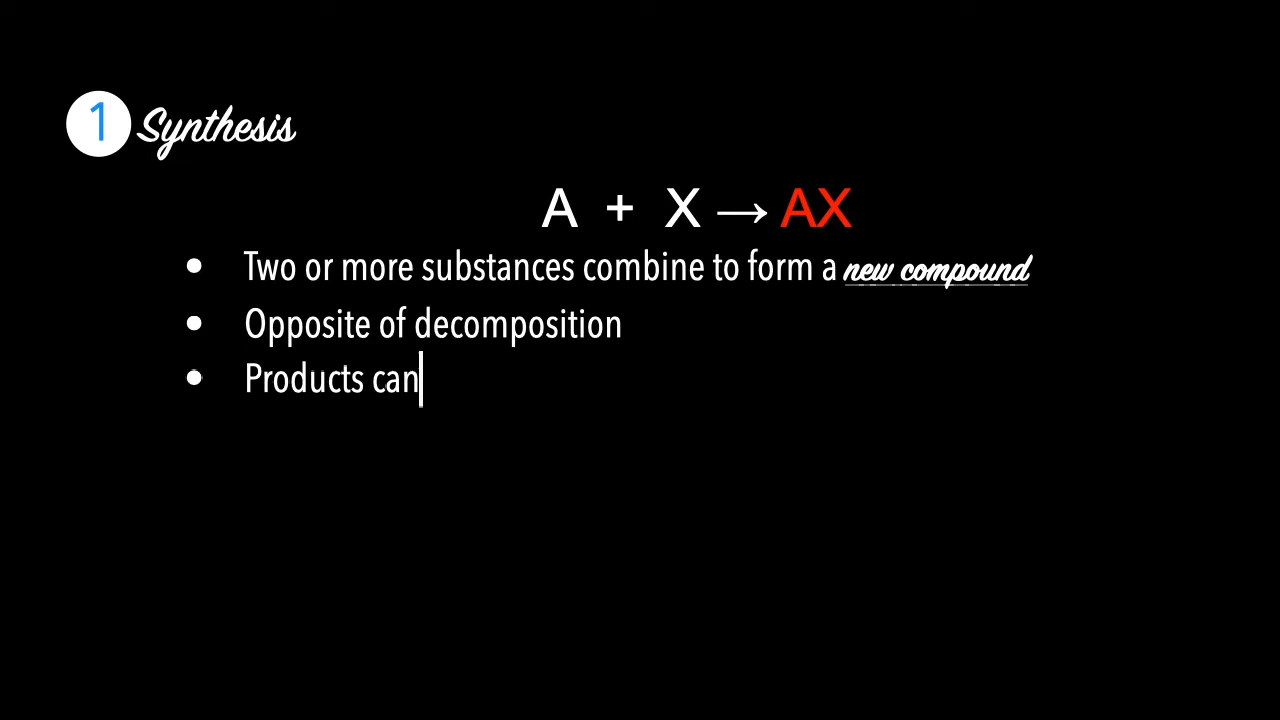 1 Synthesis
A + X → AX
• Two or more substances combine to form a new compound
• Opposite of decomposition
• Products can